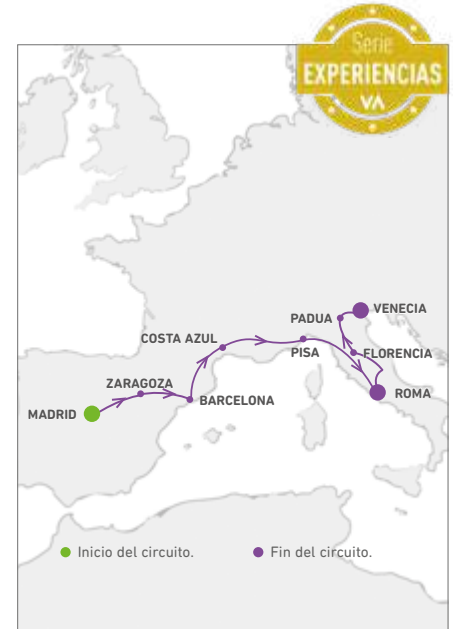 Serie
EXPERIENCIAS
VA
VENECIA
PADUA
COSTA AZUL
PISA
FLORENCIA
ZARAGOZA
BARCELONA
ROMA
MADRID
Inicio del circuito.
Fin del circuito.